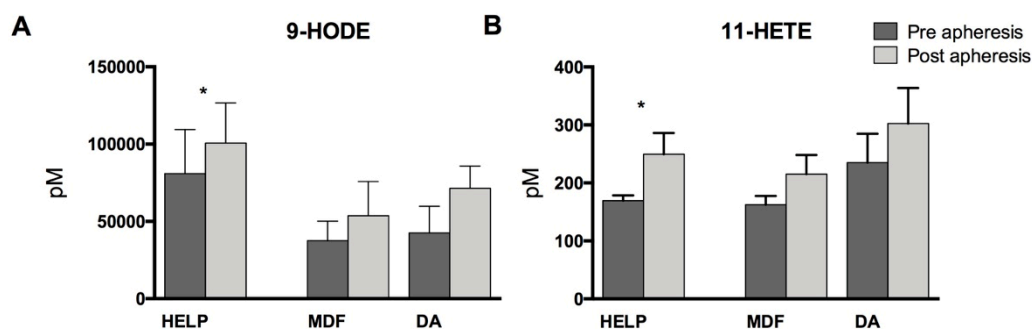 A
9-HODE
B
11-HETE
Pre apheresis
Post apheresis
pM
150000
100000
50000
0
*
HELP
MDF
DA
pM
400
300
200
100
0
*
HELP
MDF
DA